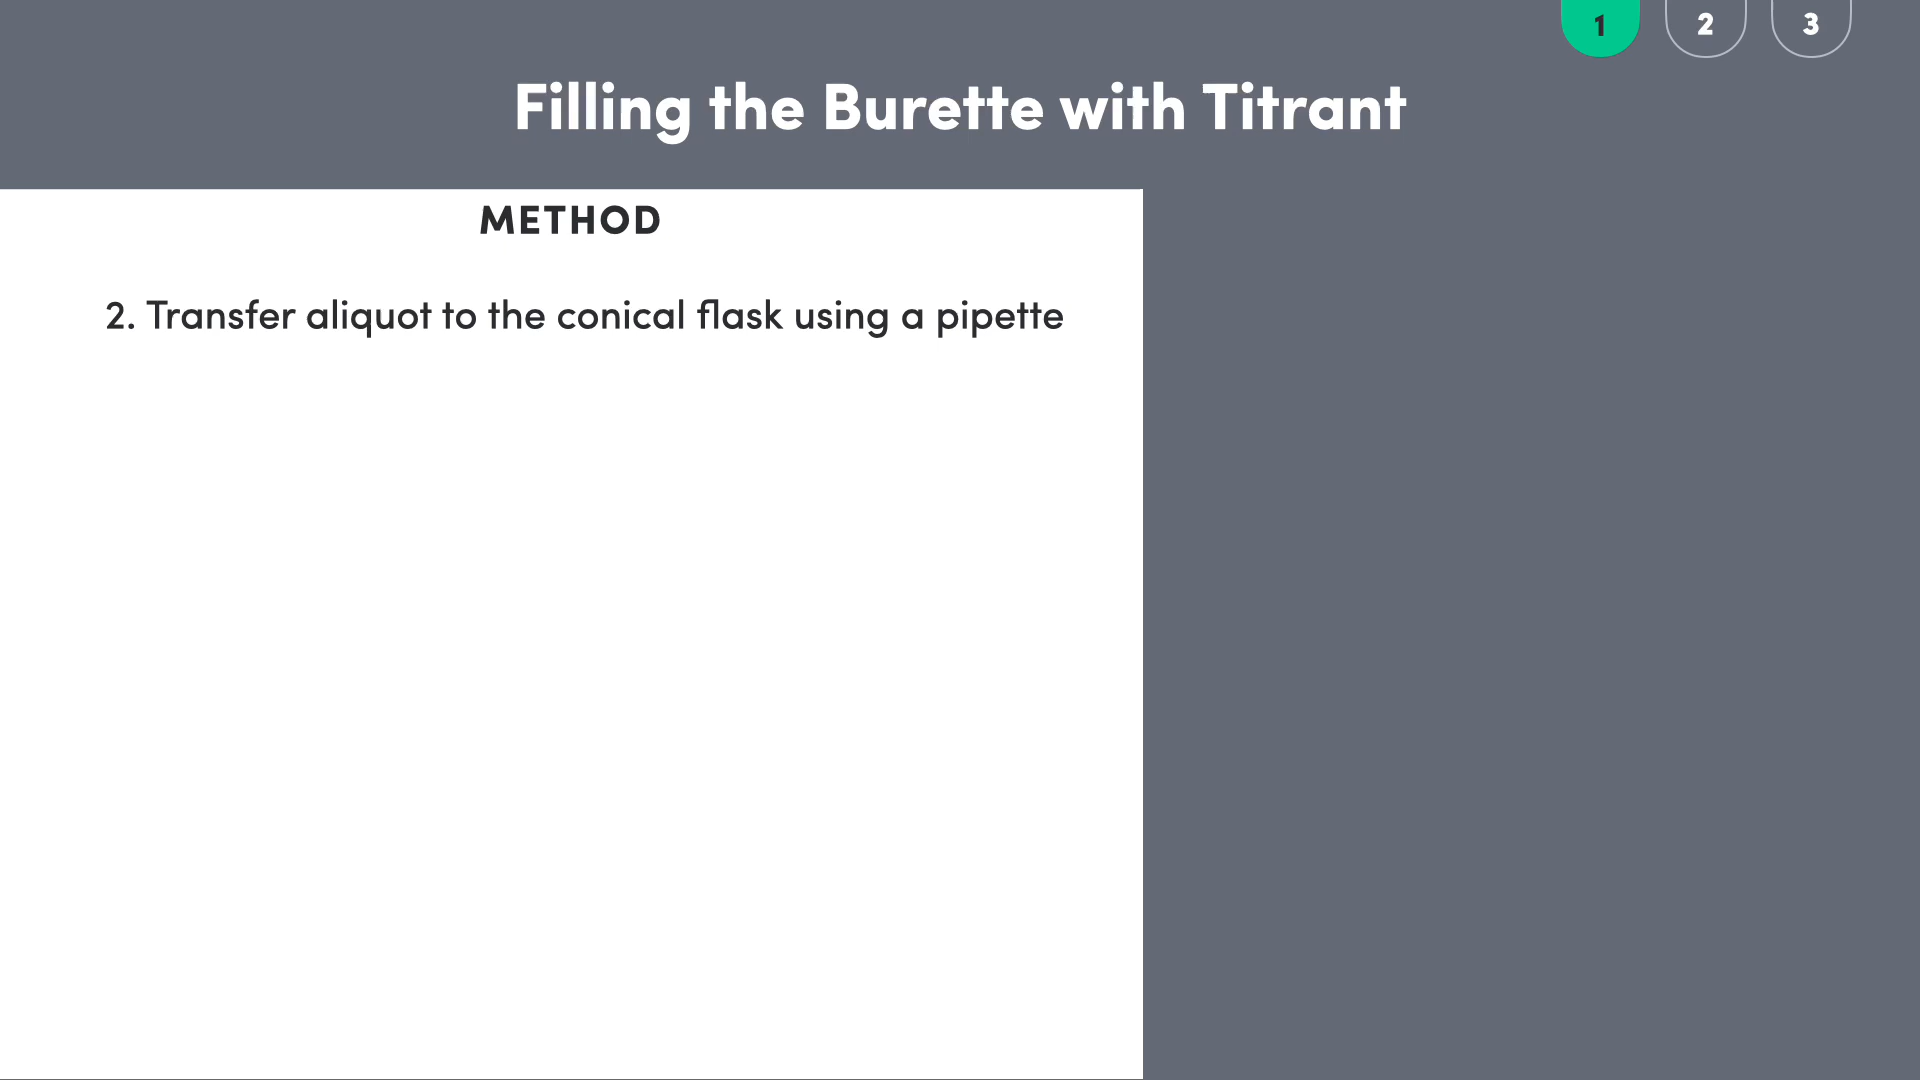 1 2 3
Filling the Burette with Titrant
METHOD
2. Transfer aliquot to the conical flask using a pipette